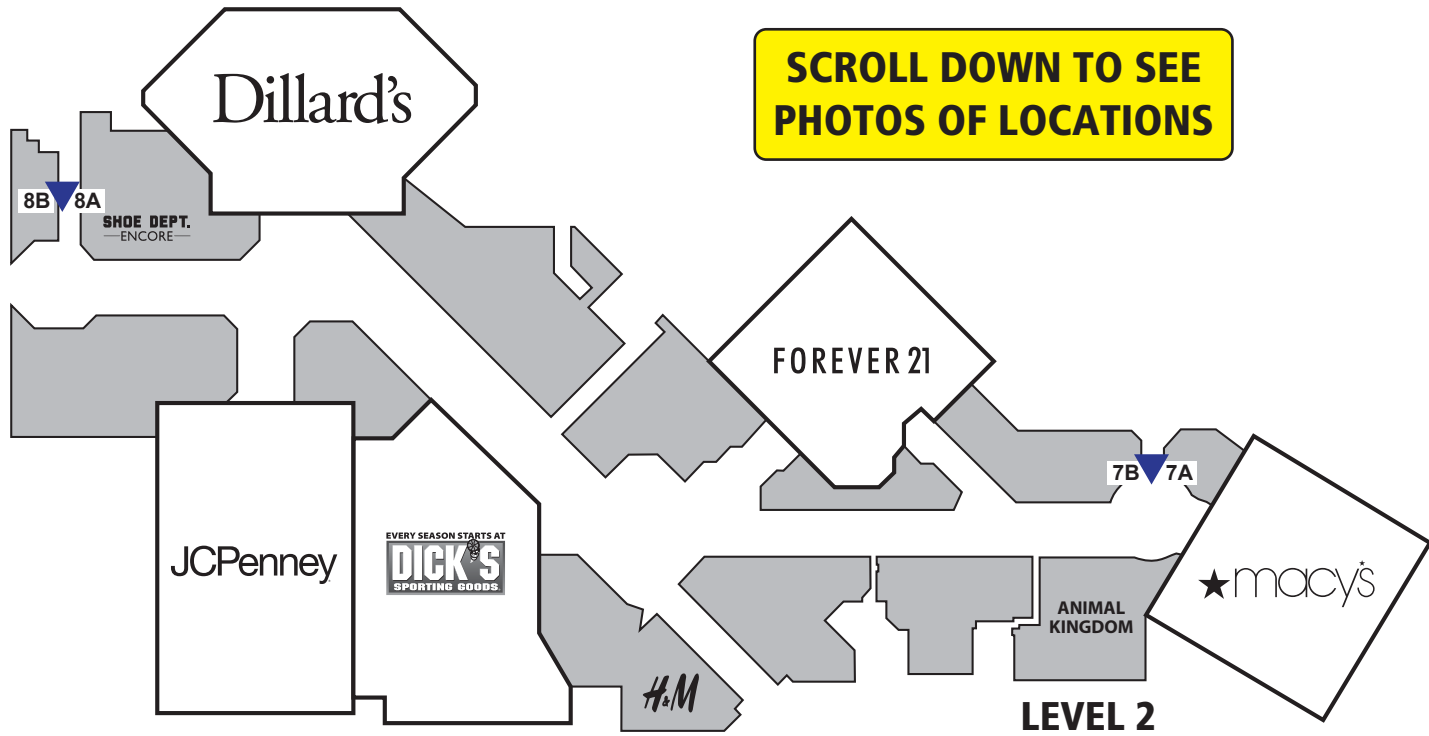 Dillard's
SCROLL DOWN TO SEE
PHOTOS OF LOCATIONS
8B 8A
SHOE DEPT.
ENCORE
FOREVER 21
7B 7A
JCPenney
EVERY SEASON STARTS AT
DICK'S
SPORTING GOODS
macy's
ANIMAL
KINGDOM
H&M
LEVEL 2